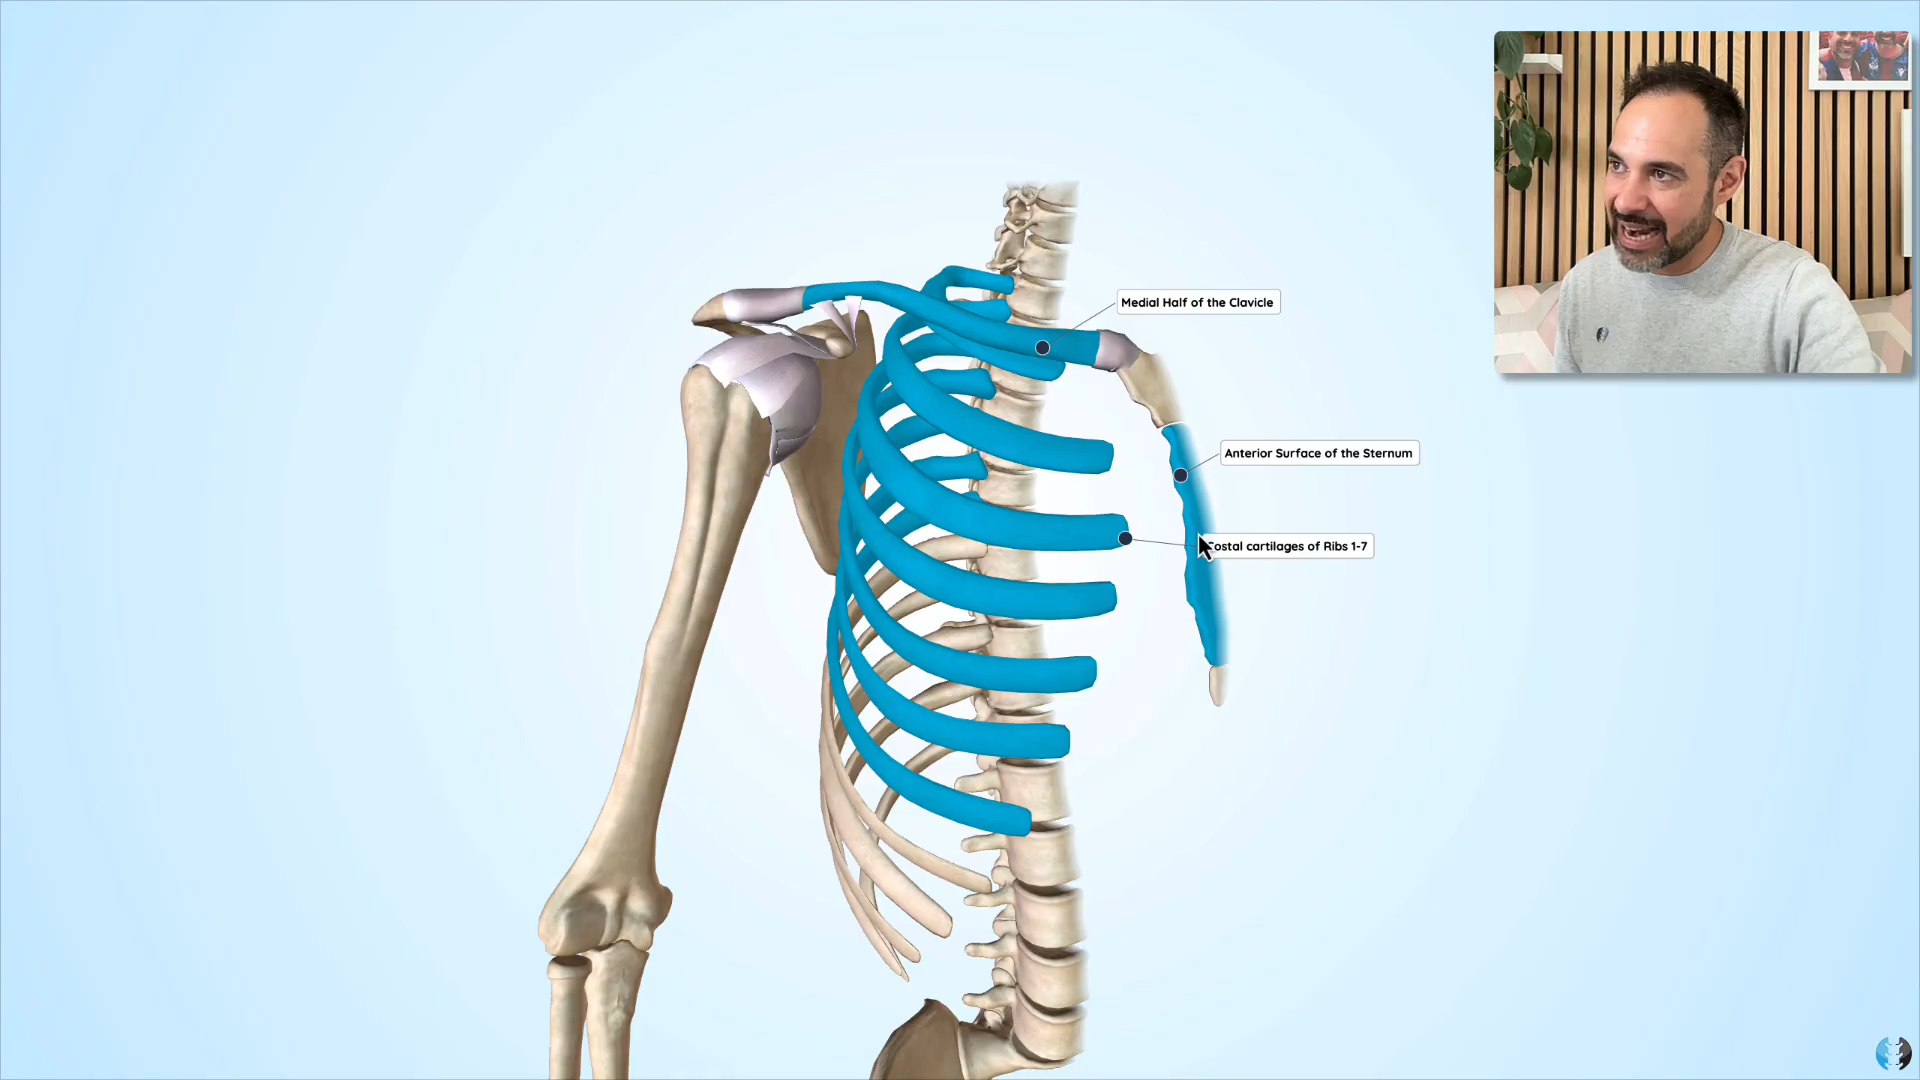 Medial Half of the Clavicle
Anterior Surface of the Sternum
Costal cartilages of Ribs 1-7